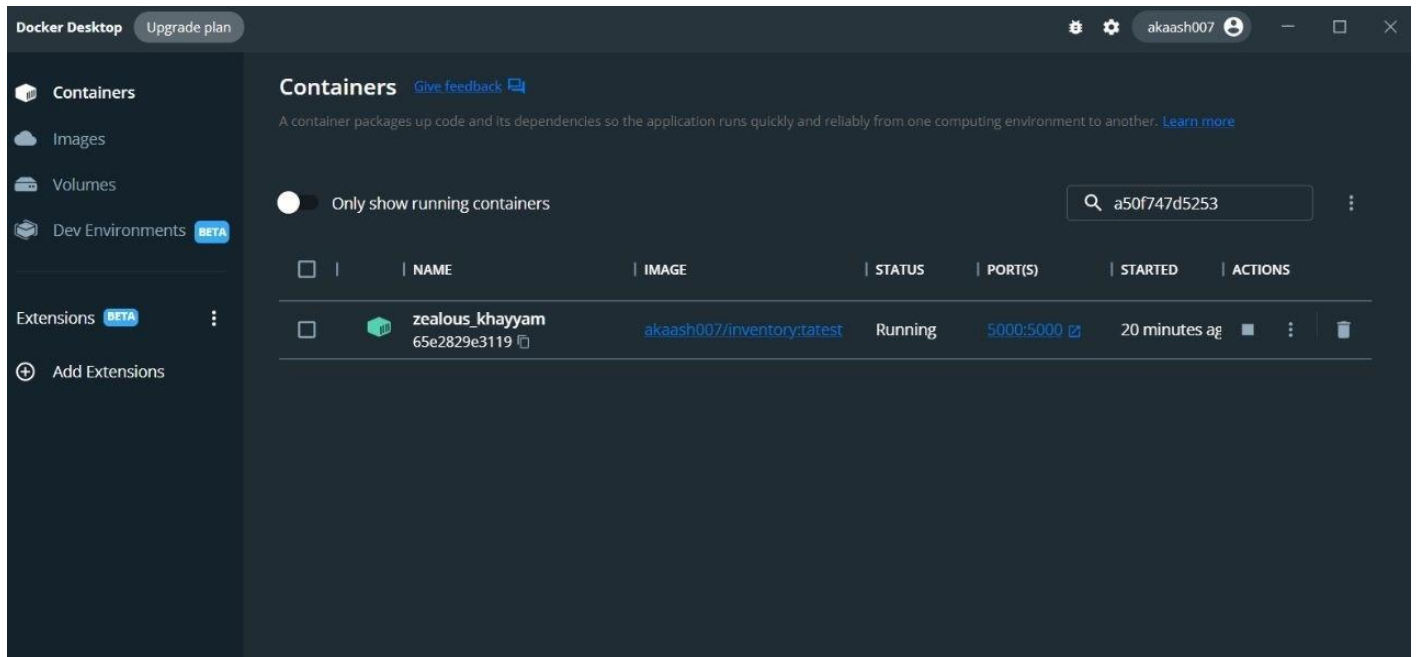 Docker Desktop Upgrade plan akaash007
Containers
Images
Volumes
Dev Environments BETA
Extensions BETA
Add Extensions
Containers Give feedback
A container packages up code and its dependencies so the application runs quickly and reliably from one computing environment to another. Learn more
Only show running containers a50f747d5253
NAME IMAGE STATUS PORT(S) STARTED ACTIONS
zealous_khayyam akaash007/inventory:tatest Running 5000:5000 20 minutes ag
65e2829e3119